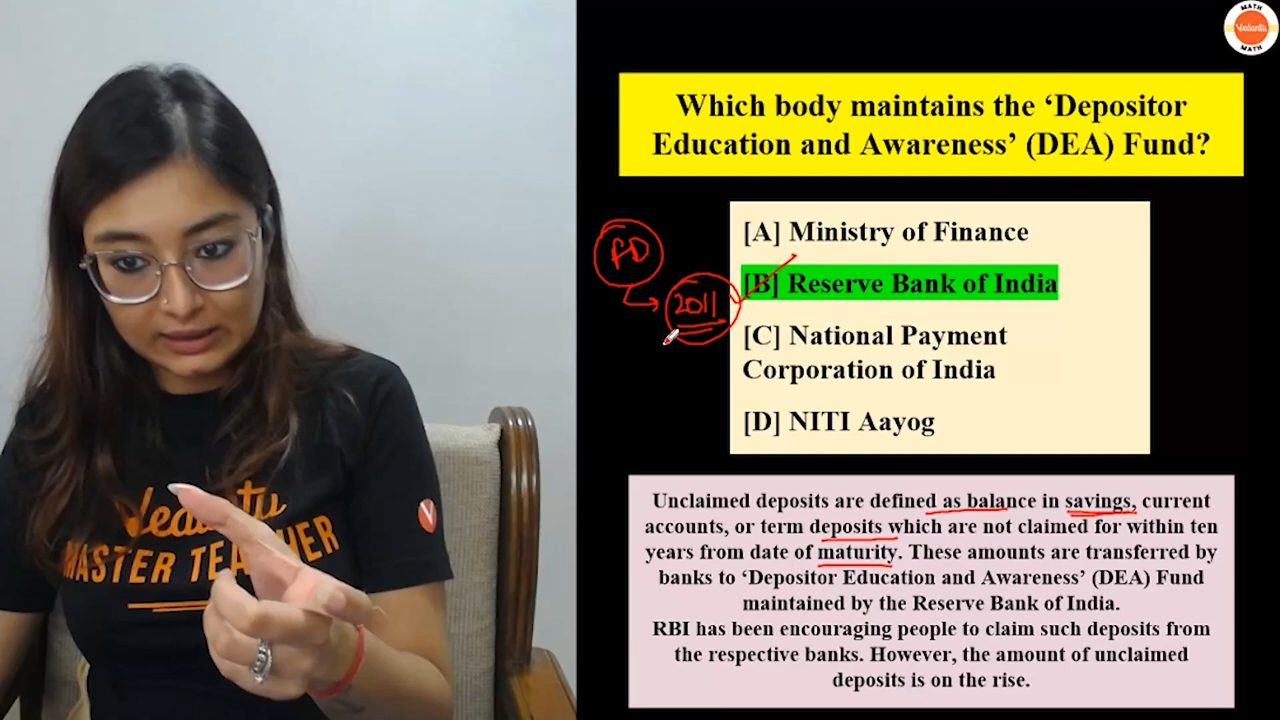 MATH
Vedantu
MATH
Which body maintains the ‘Depositor
Education and Awareness’ (DEA) Fund?
[A] Ministry of Finance
FD
[B] Reserve Bank of India
2011
[C] National Payment
Corporation of India
[D] NITI Aayog
Unclaimed deposits are defined as balance in savings, current
accounts, or term deposits which are not claimed for within ten
years from date of maturity. These amounts are transferred by
banks to ‘Depositor Education and Awareness’ (DEA) Fund
maintained by the Reserve Bank of India.
RBI has been encouraging people to claim such deposits from
the respective banks. However, the amount of unclaimed
deposits is on the rise.
Vedantu
MASTER TEACHER
V